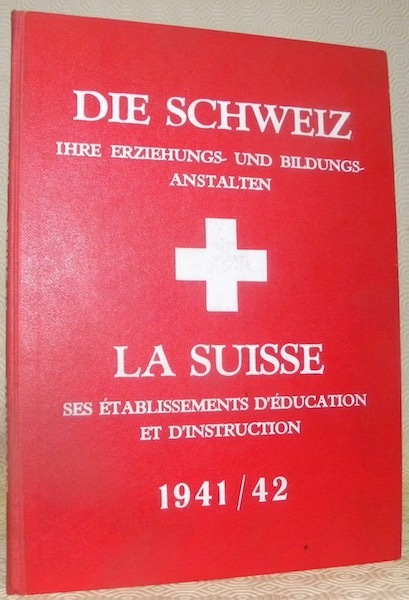 DIE SCHWEIZ
IHRE ERZIEHUNGS- UND BILDUNGS-
ANSTALTEN
LA SUISSE
SES ÉTABLISSEMENTS D'ÉDUCATION
ET D'INSTRUCTION
1941/42